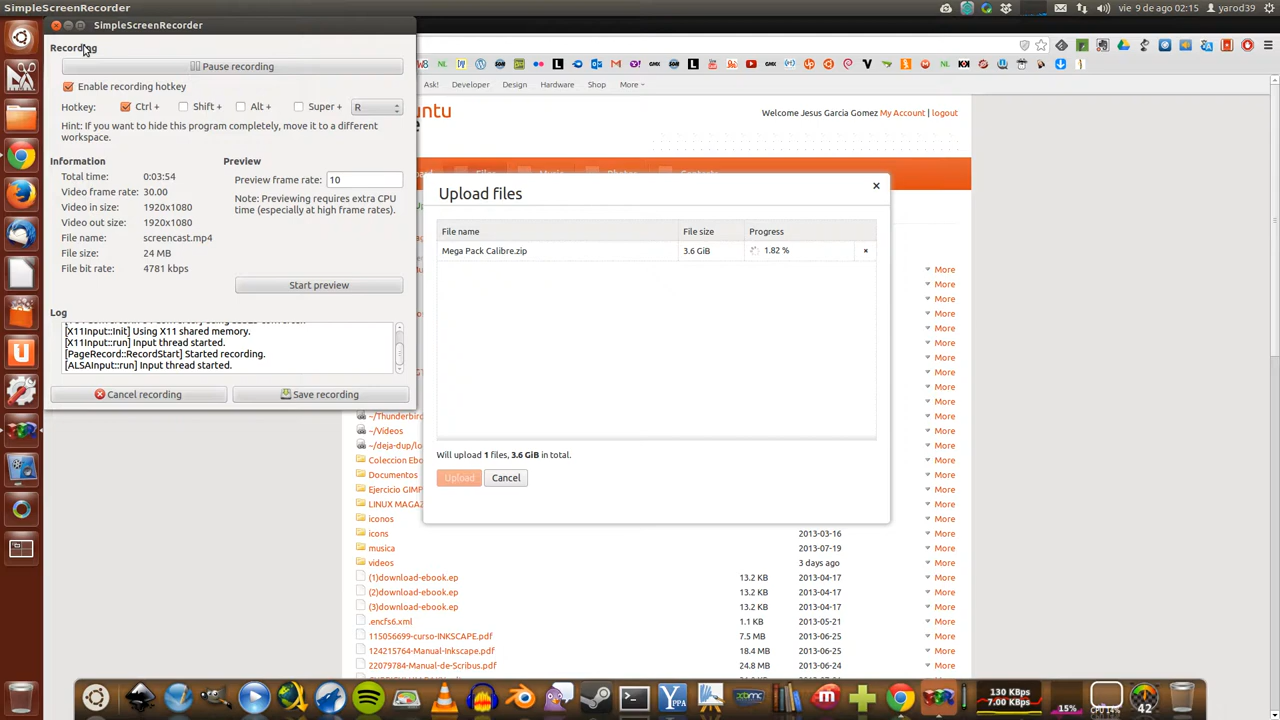 SimpleScreenRecorder
vie 9 de ago 02:15
yarod39
SimpleScreenRecorder
Recording
Pause recording
Enable recording hotkey
Hotkey: Ctrl + Shift + Alt + Super + R
Hint: If you want to hide this program completely, move it to a different
workspace.
Information
Total time: 0:03:54
Video frame rate: 30.00
Video in size: 1920x1080
Video out size: 1920x1080
File name: screencast.mp4
File size: 24 MB
File bit rate: 4781 kbps
Preview
Preview frame rate: 10
Note: Previewing requires extra CPU
time (especially at high frame rates).
Start preview
Log
[X11Input::Init] Using X11 shared memory.
[X11Input::run] Input thread started.
[PageRecord::RecordStart] Started recording.
[ALSAInput::run] Input thread started.
Cancel recording
Save recording
Ask! Developer Design Hardware Shop More
untu
Welcome Jesus Garcia Gomez My Account | logout
Upload files
File name File size Progress
Mega Pack Calibre.zip 3.6 GiB 1.82 %
Will upload 1 files, 3.6 GiB in total.
Upload Cancel
More
More
More
More
More
More
More
More
More
More
More
~/Thunderbird More
~/Videos More
~/deja-dup/lo More
Coleccion Ebo More
Documentos More
Ejercicio GIMP More
LINUX MAGAZ More
iconos More
icons 2013-03-16 More
musica 2013-07-19 More
videos 3 days ago More
(1)download-ebook.ep 13.2 KB 2013-04-17 More
(2)download-ebook.ep 13.2 KB 2013-04-17 More
(3)download-ebook.ep 13.2 KB 2013-04-17 More
.encfs6.xml 1.1 KB 2013-05-21 More
115056699-curso-INKSCAPE.pdf 7.5 MB 2013-06-25 More
124215764-Manual-Inkscape.pdf 18.4 MB 2013-06-25 More
22079784-Manual-de-Scribus.pdf 24.8 MB 2013-06-24 More
130 KBps
7.00 KBps
15%
CPU 14%
42